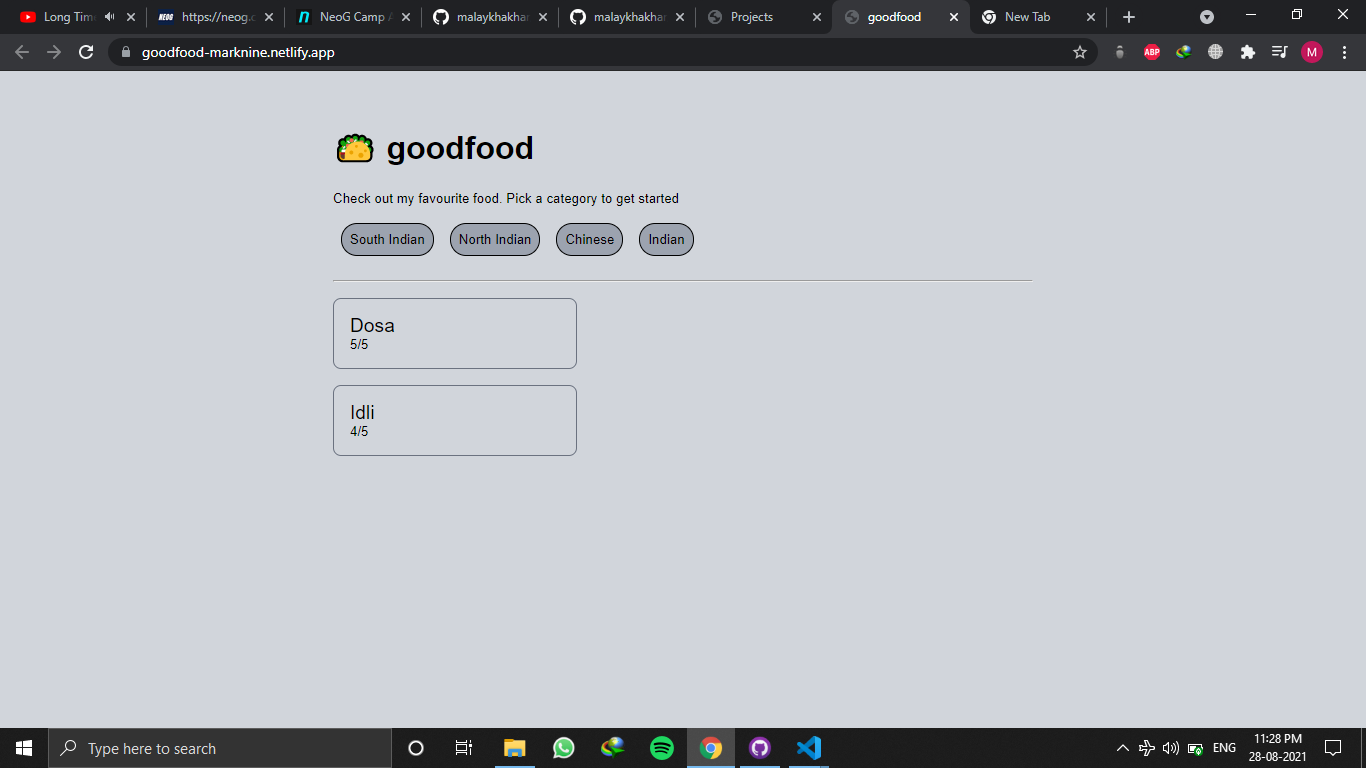 Long Tim
https://neog.c
NeoG Camp
malaykhakhar
malaykhakhar
Projects
goodfood
New Tab
goodfood-marknine.netlify.app
ABP
M
goodfood
Check out my favourite food. Pick a category to get started
South Indian
North Indian
Chinese
Indian
Dosa
5/5
Idli
4/5
Type here to search
ENG
11:28 PM
28-08-2021